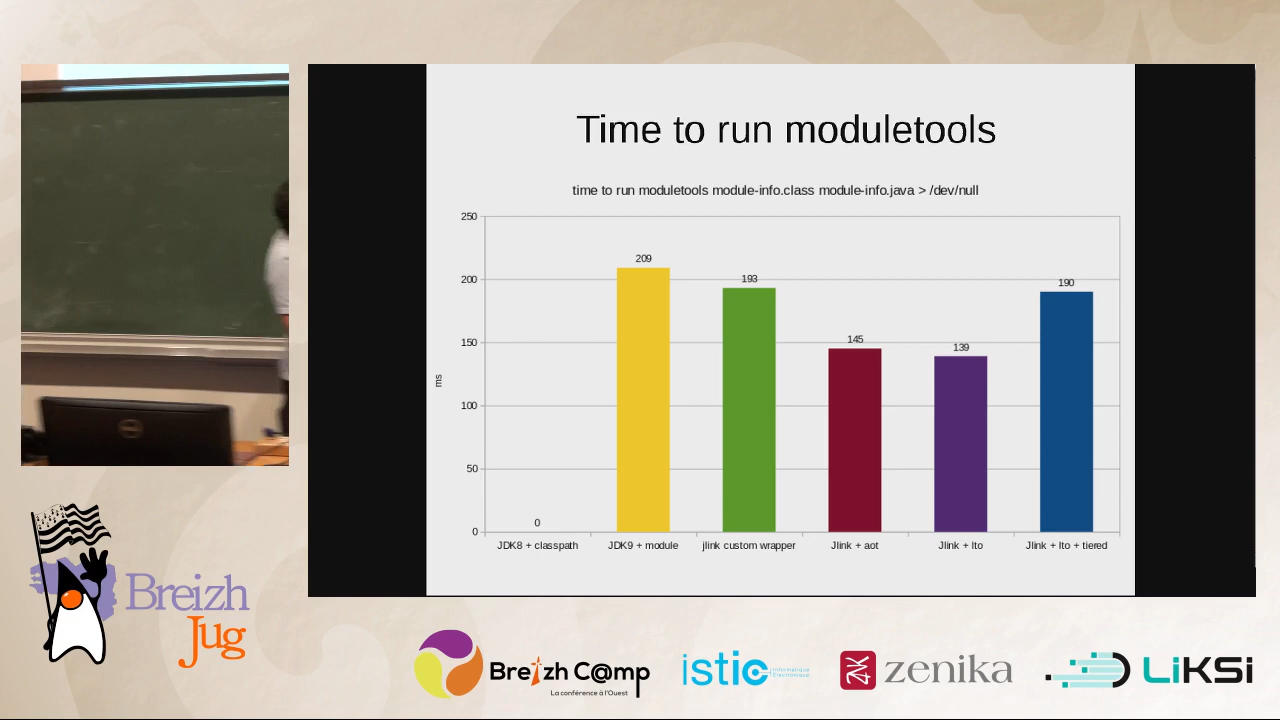 Time to run moduletools
time to run moduletools module-info.class module-info.java > /dev/null
250
200
150
100
50
0
ms
0
209
193
145
139
190
JDK8 + classpath
JDK9 + module
jlink custom wrapper
Jlink + aot
Jlink + lto
Jlink + lto + tiered
Breizh
Jug
Breizh C@mp
La conférence à l'Ouest
istic
Informatique
Électronique
zenika
LiKSi